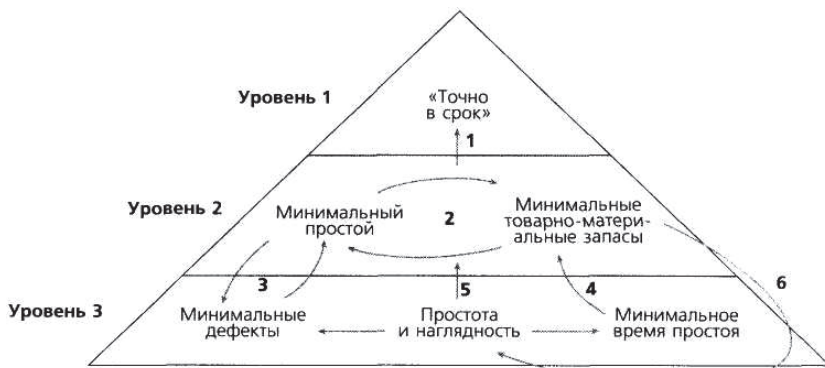 Уровень 1
«Точно
в срок»
1
Уровень 2
Минимальный
простой
2
Минимальные
товарно-матери-
альные запасы
3
5
4
6
Уровень 3
Минимальные
дефекты
Простота
и наглядность
Минимальное
время простоя